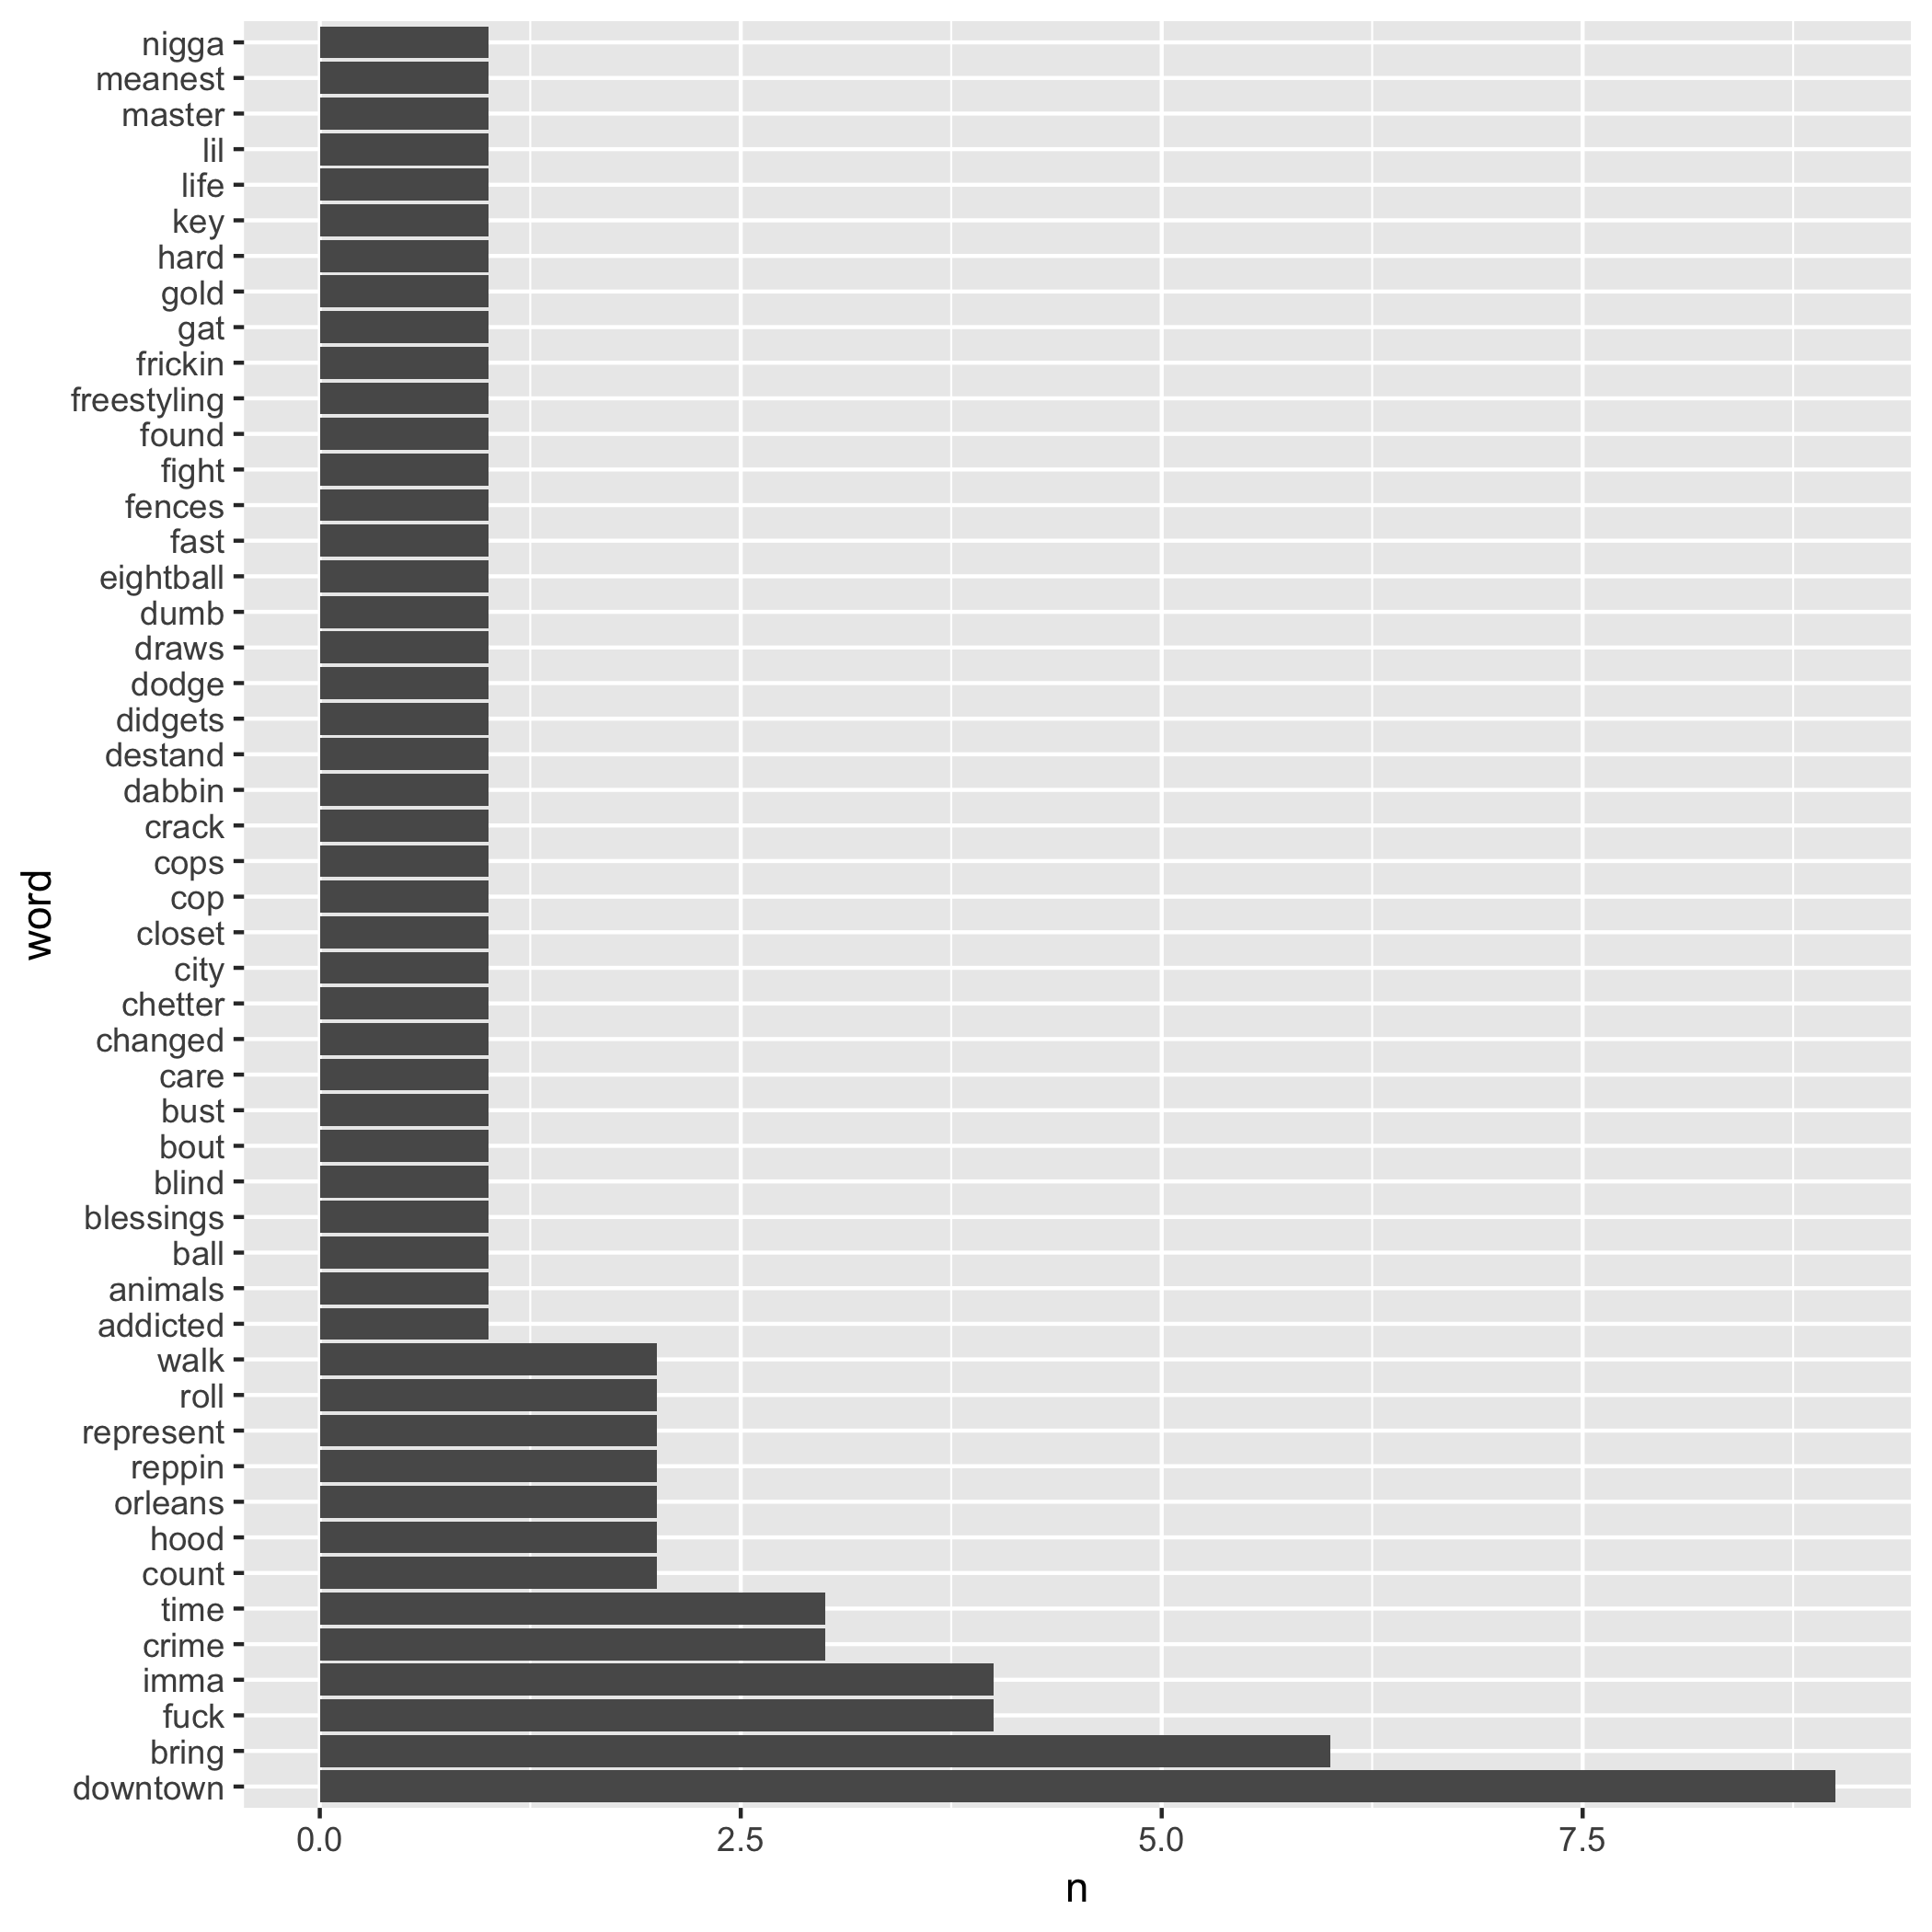 nigga
meanest
master
lil
life
key
hard
gold
gat
frickin
freestyling
found
fight
fences
fast
eightball
dumb
draws
dodge
didgets
destand
dabbin
crack
cops
cop
closet
city
chetter
changed
care
bust
bout
blind
blessings
ball
animals
addicted
walk
roll
represent
reppin
orleans
hood
count
time
crime
imma
fuck
bring
downtown
word
0.0 2.5 5.0 7.5
n